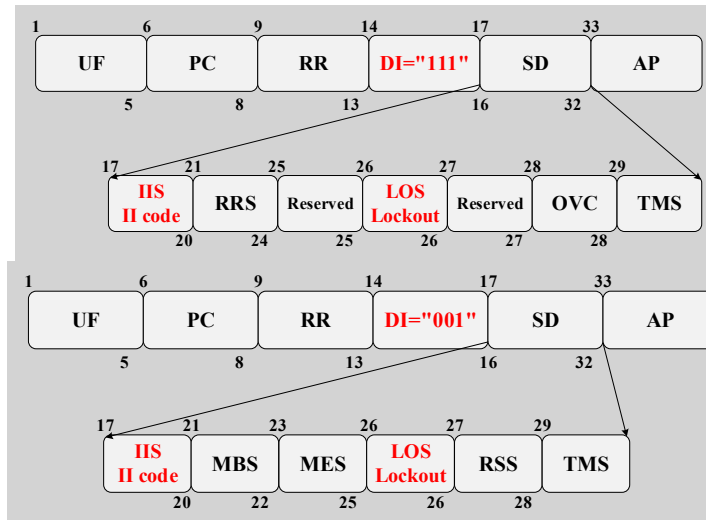 1 6 9 14 17 33
UF PC RR DI="111" SD AP
5 8 13 16 32
17 21 25 26 27 28 29
IIS RRS Reserved LOS Reserved OVC TMS
II code Lockout
20 24 25 26 27 28
1 6 9 14 17 33
UF PC RR DI="001" SD AP
5 8 13 16 32
17 21 23 26 27 29
IIS MBS MES LOS RSS TMS
II code Lockout
20 22 25 26 28